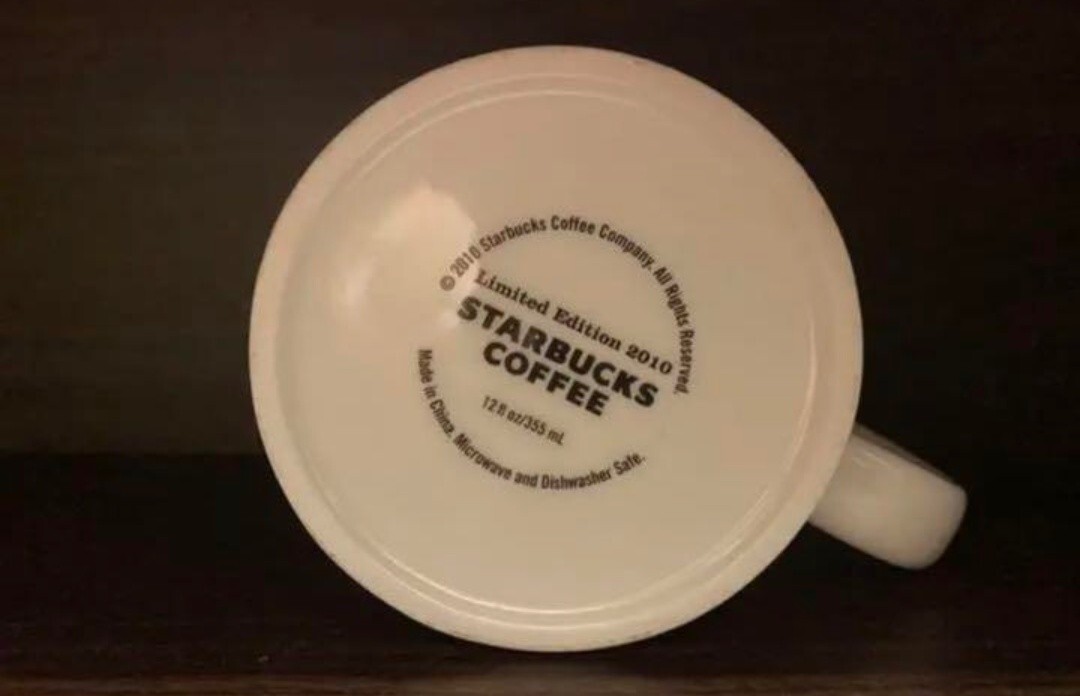 © 2010 Starbucks Coffee Company. All Rights Reserved.
Limited Edition 2010
STARBUCKS
COFFEE
12 fl oz/355 mL
Made in China. Microwave and Dishwasher Safe.